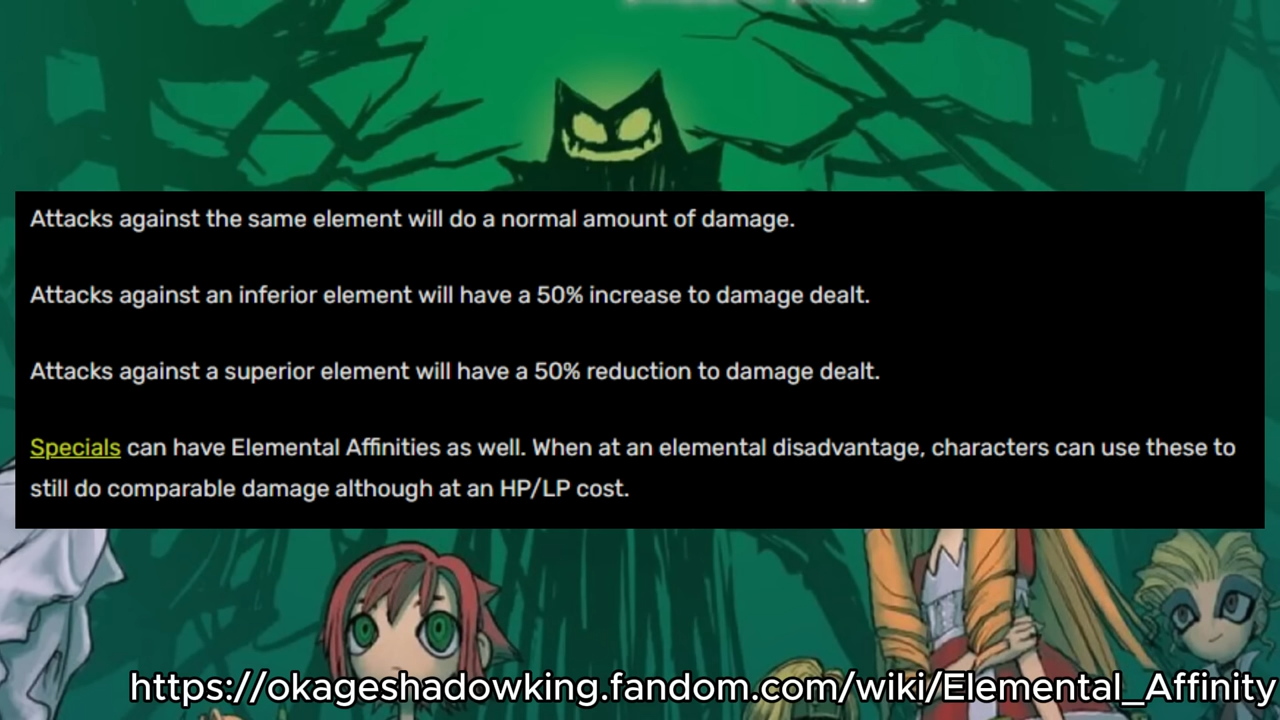 Attacks against the same element will do a normal amount of damage.
Attacks against an inferior element will have a 50% increase to damage dealt.
Attacks against a superior element will have a 50% reduction to damage dealt.
Specials can have Elemental Affinities as well. When at an elemental disadvantage, characters can use these to
still do comparable damage although at an HP/LP cost.
https://okageshadowking.fandom.com/wiki/Elemental_Affinity